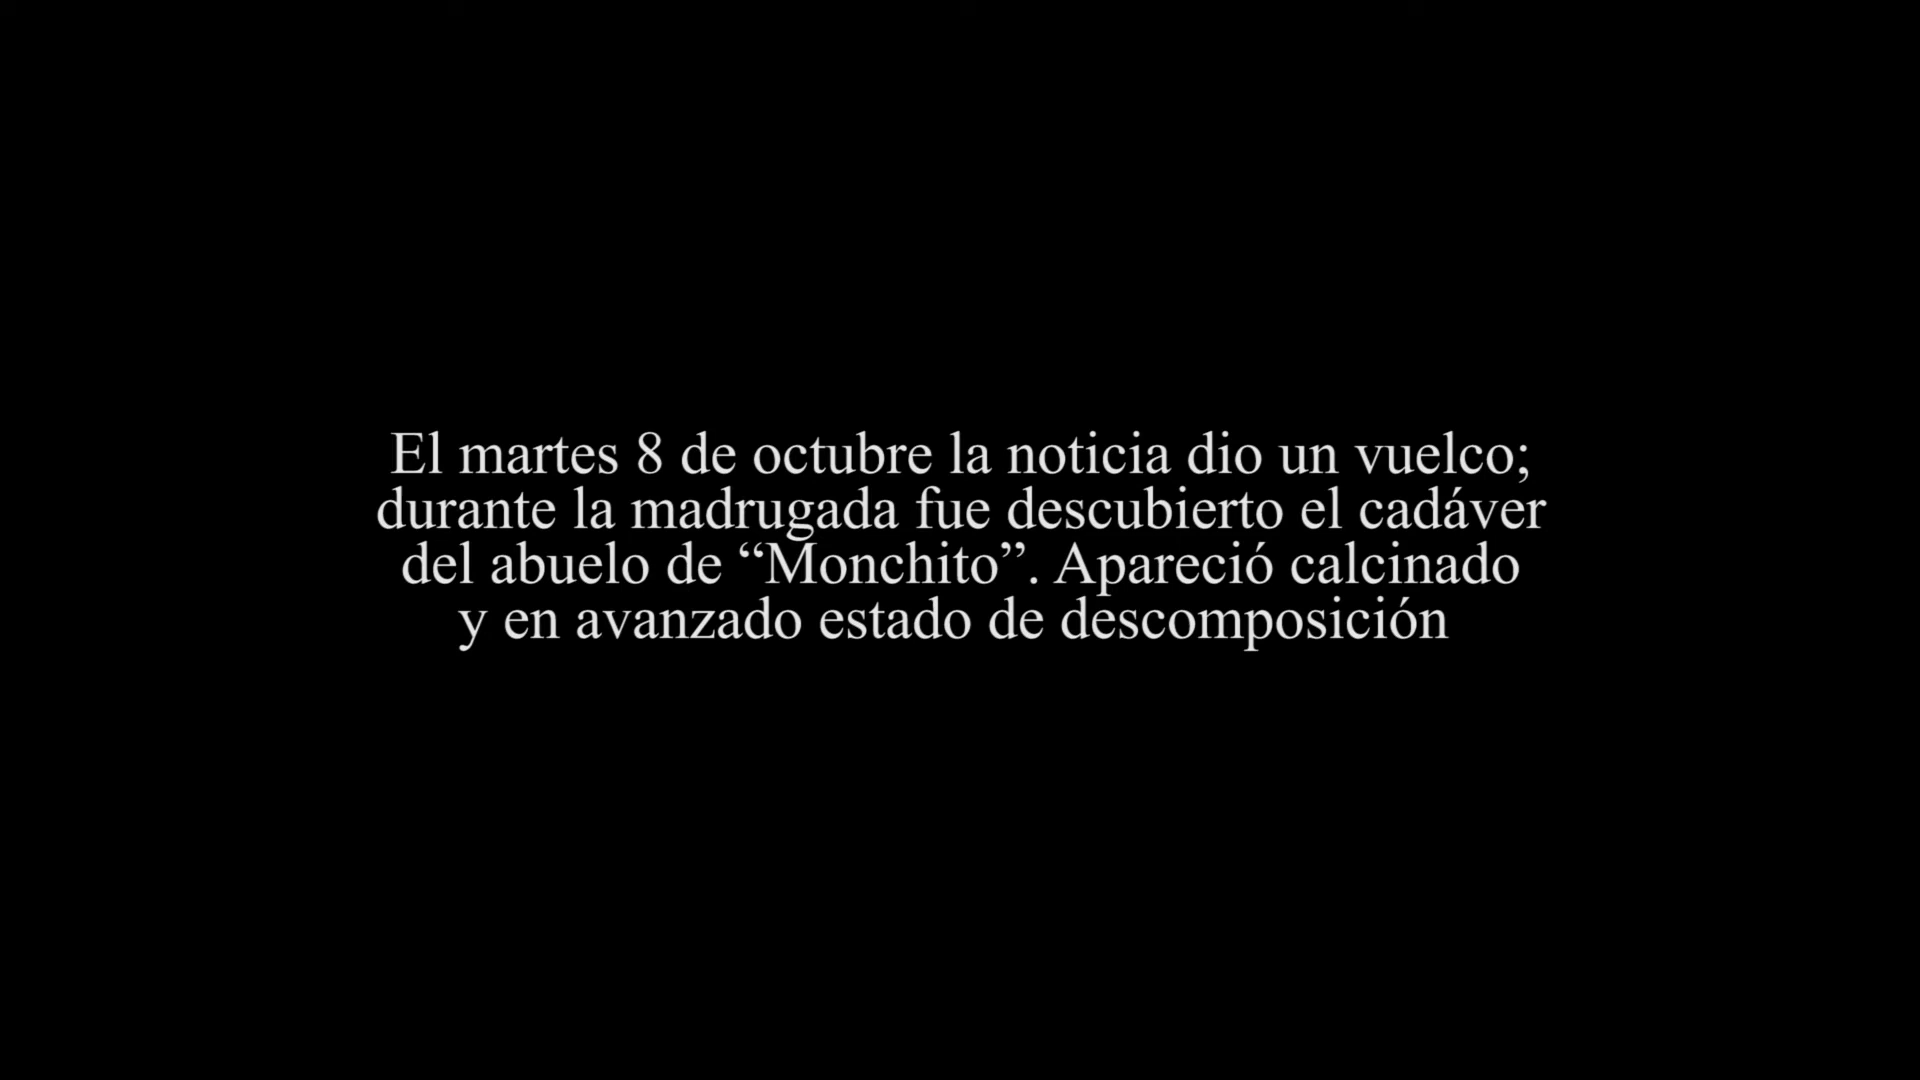 El martes 8 de octubre la noticia dio un vuelco;
durante la madrugada fue descubierto el cadáver
del abuelo de “Monchito”. Apareció calcinado
y en avanzado estado de descomposición